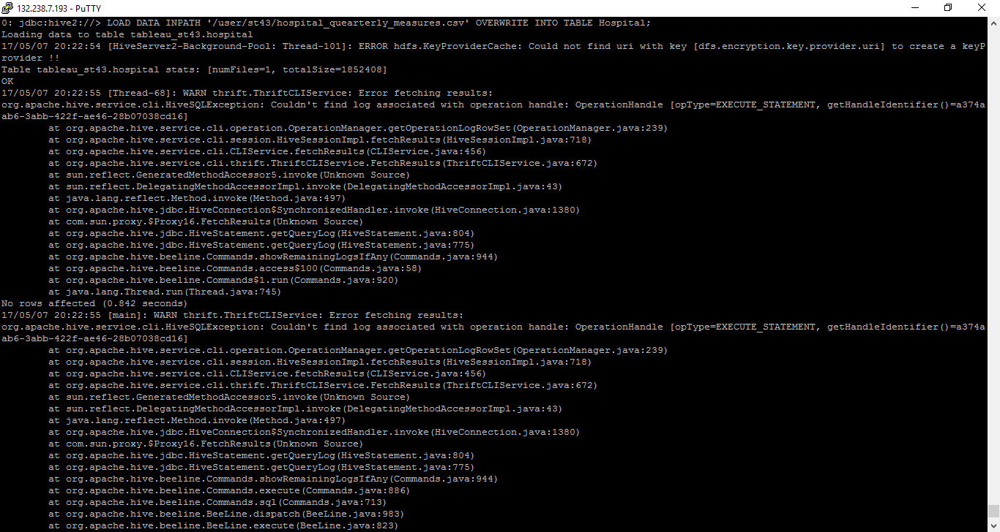 132.238.7.193 - PuTTY
0: jdbc:hive2://> LOAD DATA INPATH '/user/st43/hospital_quearterly_measures.csv' OVERWRITE INTO TABLE Hospital;
Loading data to table tableau_st43.hospital
17/05/07 20:22:54 [HiveServer2-Background-Pool: Thread-101]: ERROR hdfs.KeyProviderCache: Could not find uri with key [dfs.encryption.key.provider.uri] to create a keyP
rovider !!
Table tableau_st43.hospital stats: [numFiles=1, totalSize=1852408]
OK
17/05/07 20:22:55 [Thread-68]: WARN thrift.ThriftCLIService: Error fetching results:
org.apache.hive.service.cli.HiveSQLException: Couldn't find log associated with operation handle: OperationHandle [opType=EXECUTE_STATEMENT, getHandleIdentifier()=a374a
ab6-3abb-422f-ae46-28b07038cd16]
at org.apache.hive.service.cli.operation.OperationManager.getOperationLogRowSet(OperationManager.java:239)
at org.apache.hive.service.cli.session.HiveSessionImpl.fetchResults(HiveSessionImpl.java:718)
at org.apache.hive.service.cli.CLIService.fetchResults(CLIService.java:456)
at org.apache.hive.service.cli.thrift.ThriftCLIService.FetchResults(ThriftCLIService.java:672)
at sun.reflect.GeneratedMethodAccessor5.invoke(Unknown Source)
at sun.reflect.DelegatingMethodAccessorImpl.invoke(DelegatingMethodAccessorImpl.java:43)
at java.lang.reflect.Method.invoke(Method.java:497)
at org.apache.hive.jdbc.HiveConnection$SynchronizedHandler.invoke(HiveConnection.java:1380)
at com.sun.proxy.$Proxy16.FetchResults(Unknown Source)
at org.apache.hive.jdbc.HiveStatement.getQueryLog(HiveStatement.java:804)
at org.apache.hive.jdbc.HiveStatement.getQueryLog(HiveStatement.java:775)
at org.apache.hive.beeline.Commands.showRemainingLogsIfAny(Commands.java:944)
at org.apache.hive.beeline.Commands.access$100(Commands.java:58)
at org.apache.hive.beeline.Commands$1.run(Commands.java:920)
at java.lang.Thread.run(Thread.java:745)
No rows affected (0.842 seconds)
17/05/07 20:22:55 [main]: WARN thrift.ThriftCLIService: Error fetching results:
org.apache.hive.service.cli.HiveSQLException: Couldn't find log associated with operation handle: OperationHandle [opType=EXECUTE_STATEMENT, getHandleIdentifier()=a374a
ab6-3abb-422f-ae46-28b07038cd16]
at org.apache.hive.service.cli.operation.OperationManager.getOperationLogRowSet(OperationManager.java:239)
at org.apache.hive.service.cli.session.HiveSessionImpl.fetchResults(HiveSessionImpl.java:718)
at org.apache.hive.service.cli.CLIService.fetchResults(CLIService.java:456)
at org.apache.hive.service.cli.thrift.ThriftCLIService.FetchResults(ThriftCLIService.java:672)
at sun.reflect.GeneratedMethodAccessor5.invoke(Unknown Source)
at sun.reflect.DelegatingMethodAccessorImpl.invoke(DelegatingMethodAccessorImpl.java:43)
at java.lang.reflect.Method.invoke(Method.java:497)
at org.apache.hive.jdbc.HiveConnection$SynchronizedHandler.invoke(HiveConnection.java:1380)
at com.sun.proxy.$Proxy16.FetchResults(Unknown Source)
at org.apache.hive.jdbc.HiveStatement.getQueryLog(HiveStatement.java:804)
at org.apache.hive.jdbc.HiveStatement.getQueryLog(HiveStatement.java:775)
at org.apache.hive.beeline.Commands.showRemainingLogsIfAny(Commands.java:944)
at org.apache.hive.beeline.Commands.execute(Commands.java:886)
at org.apache.hive.beeline.Commands.sql(Commands.java:713)
at org.apache.hive.beeline.BeeLine.dispatch(BeeLine.java:983)
at org.apache.hive.beeline.BeeLine.execute(BeeLine.java:823)